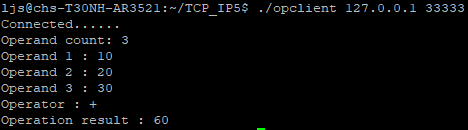 ljs@chs-T30NH-AR3521:~/TCP_IP5$ ./opclient 127.0.0.1 33333
Connected......
Operand count: 3
Operand 1 : 10
Operand 2 : 20
Operand 3 : 30
Operator : +
Operation result : 60